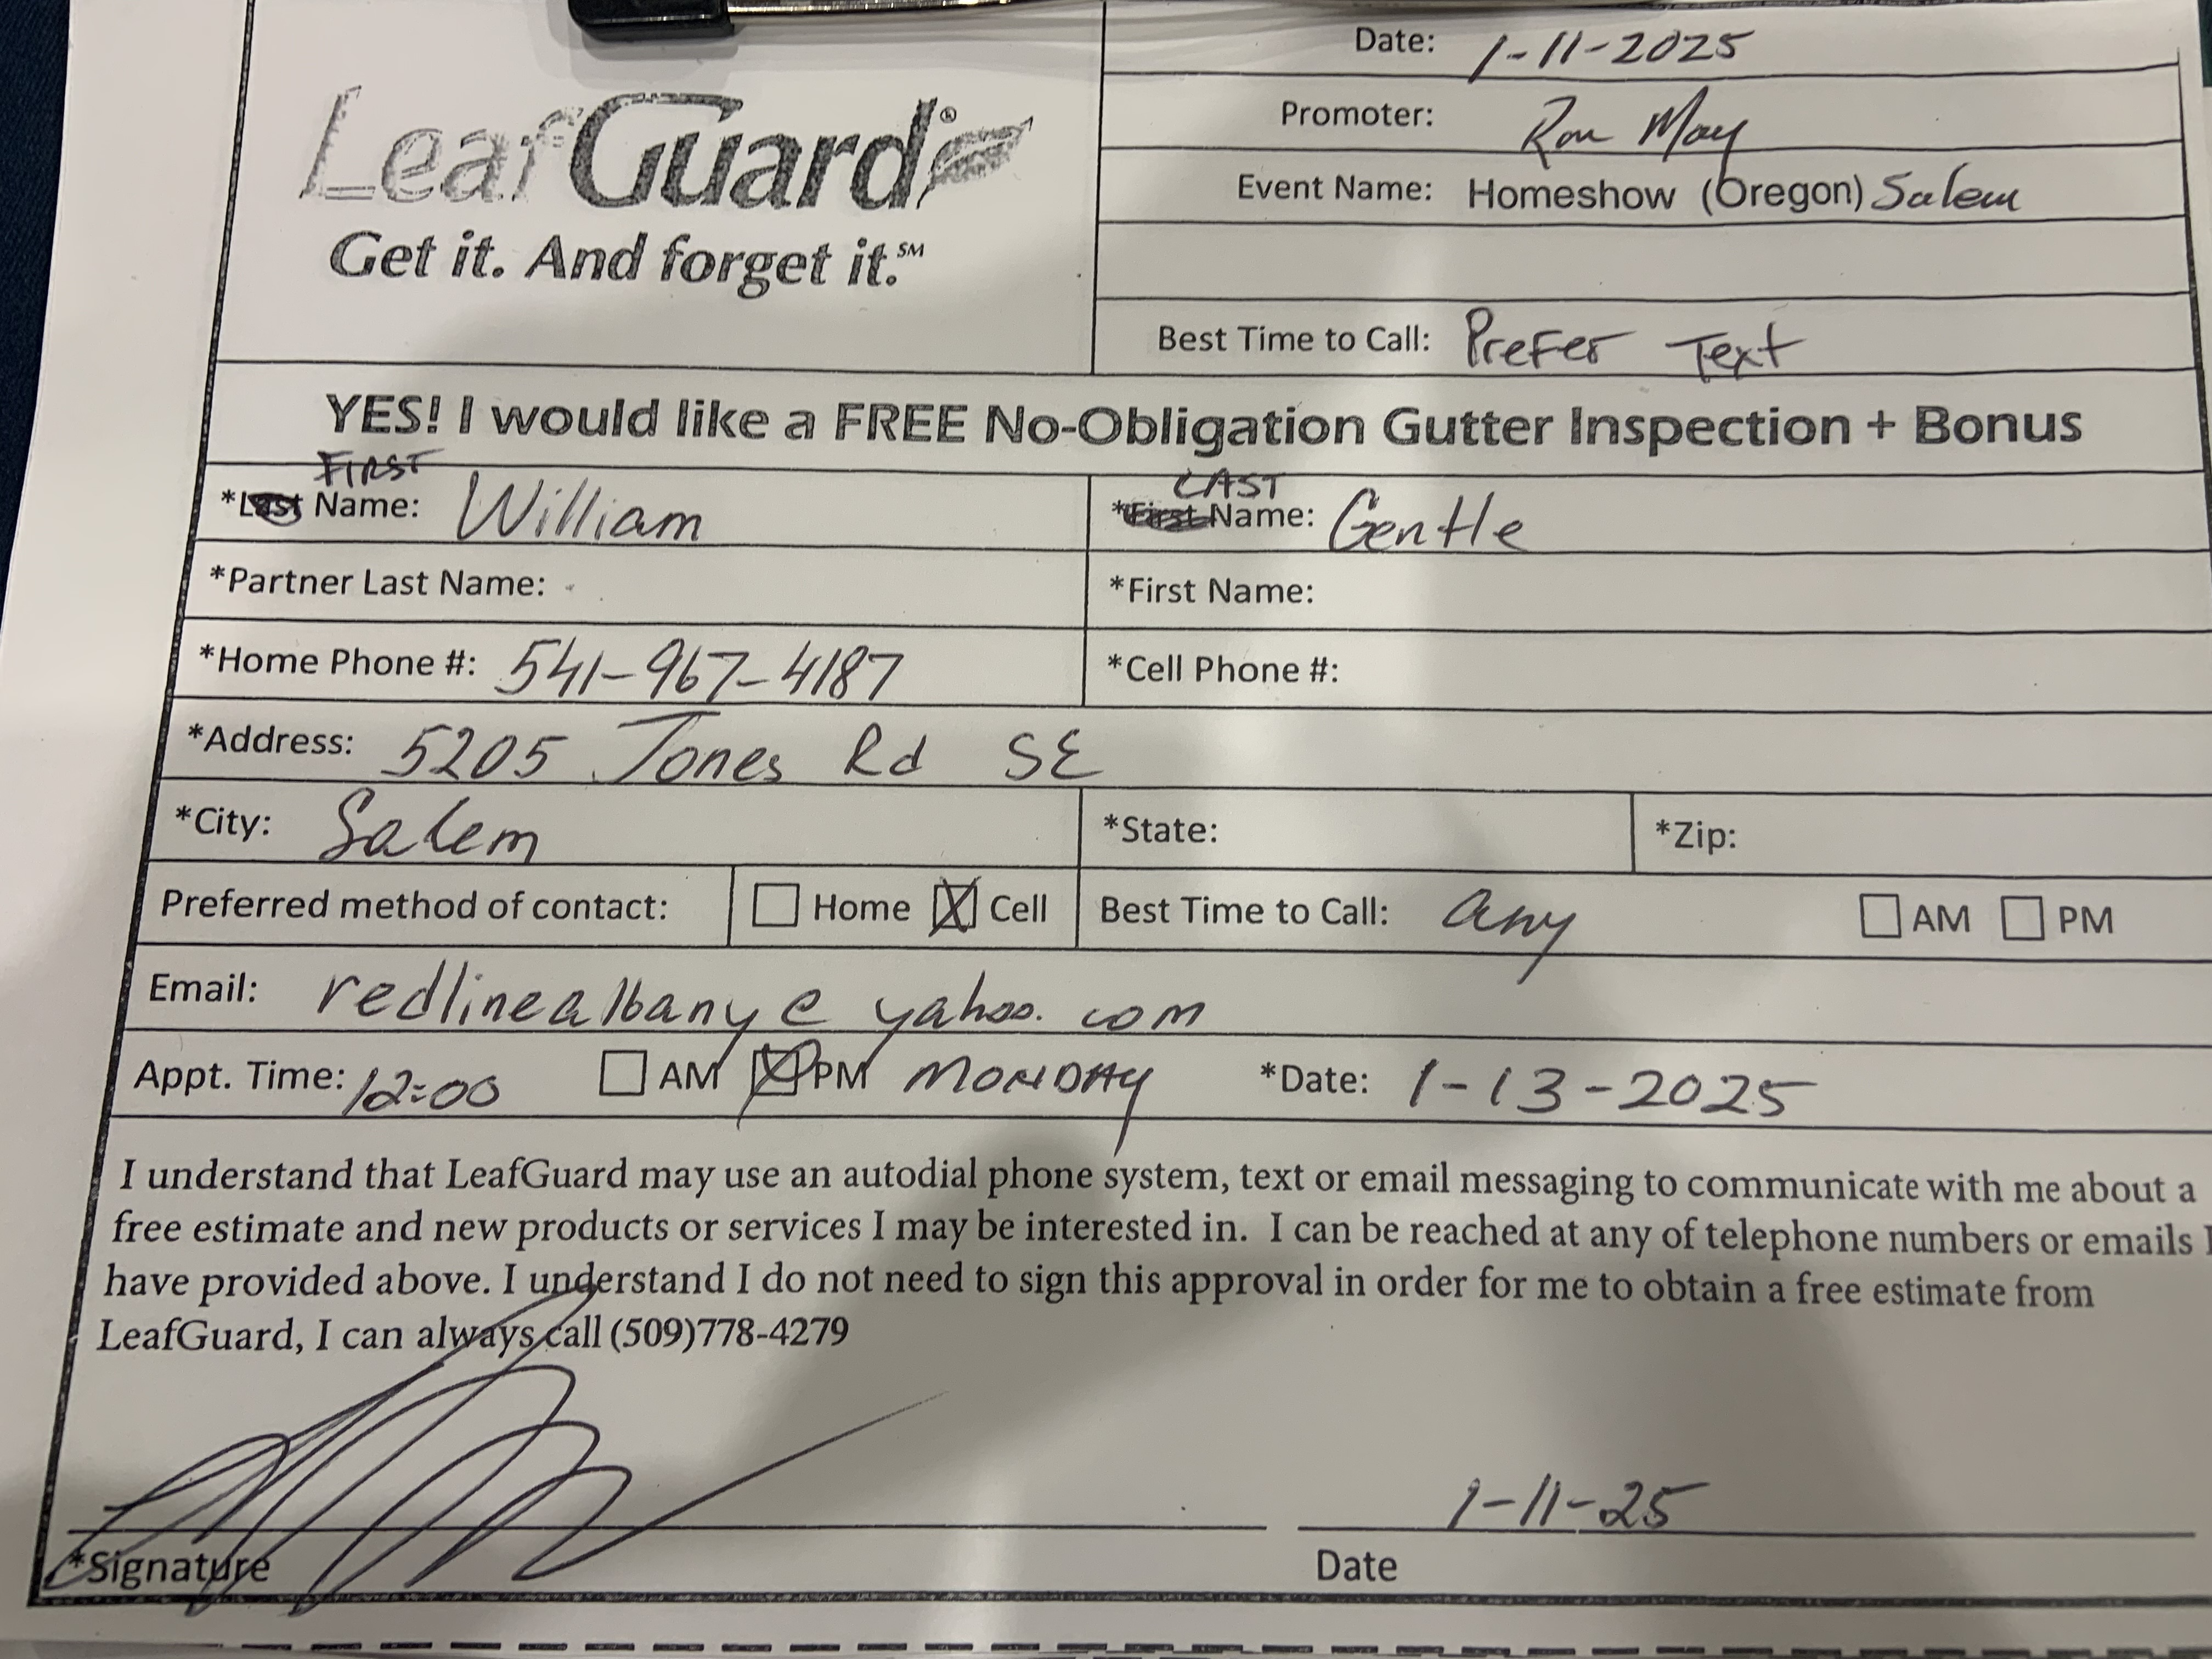 LeafGuard®
Get it. And forget it.℠
Date: 1-11-2025
Promoter: Ron May
Event Name: Homeshow (Oregon) Salem
Best Time to Call: Prefer Text
YES! I would like a FREE No-Obligation Gutter Inspection + Bonus
FIRST LAST
*Last Name: William *First Name: Gentle
*Partner Last Name: *First Name:
*Home Phone #: 541-967-4187 *Cell Phone #:
*Address: 5205 Jones Rd SE
*City: Salem *State: *Zip:
Preferred method of contact: ☐ Home ☒ Cell Best Time to Call: any ☐ AM ☐ PM
Email: redlinealbany@yahoo.com
Appt. Time: 12:00 ☐ AM ☒ PM MONDAY *Date: 1-13-2025
I understand that LeafGuard may use an autodial phone system, text or email messaging to communicate with me about a
free estimate and new products or services I may be interested in. I can be reached at any of telephone numbers or emails I
have provided above. I understand I do not need to sign this approval in order for me to obtain a free estimate from
LeafGuard, I can always call (509)778-4279
1-11-25
*Signature Date